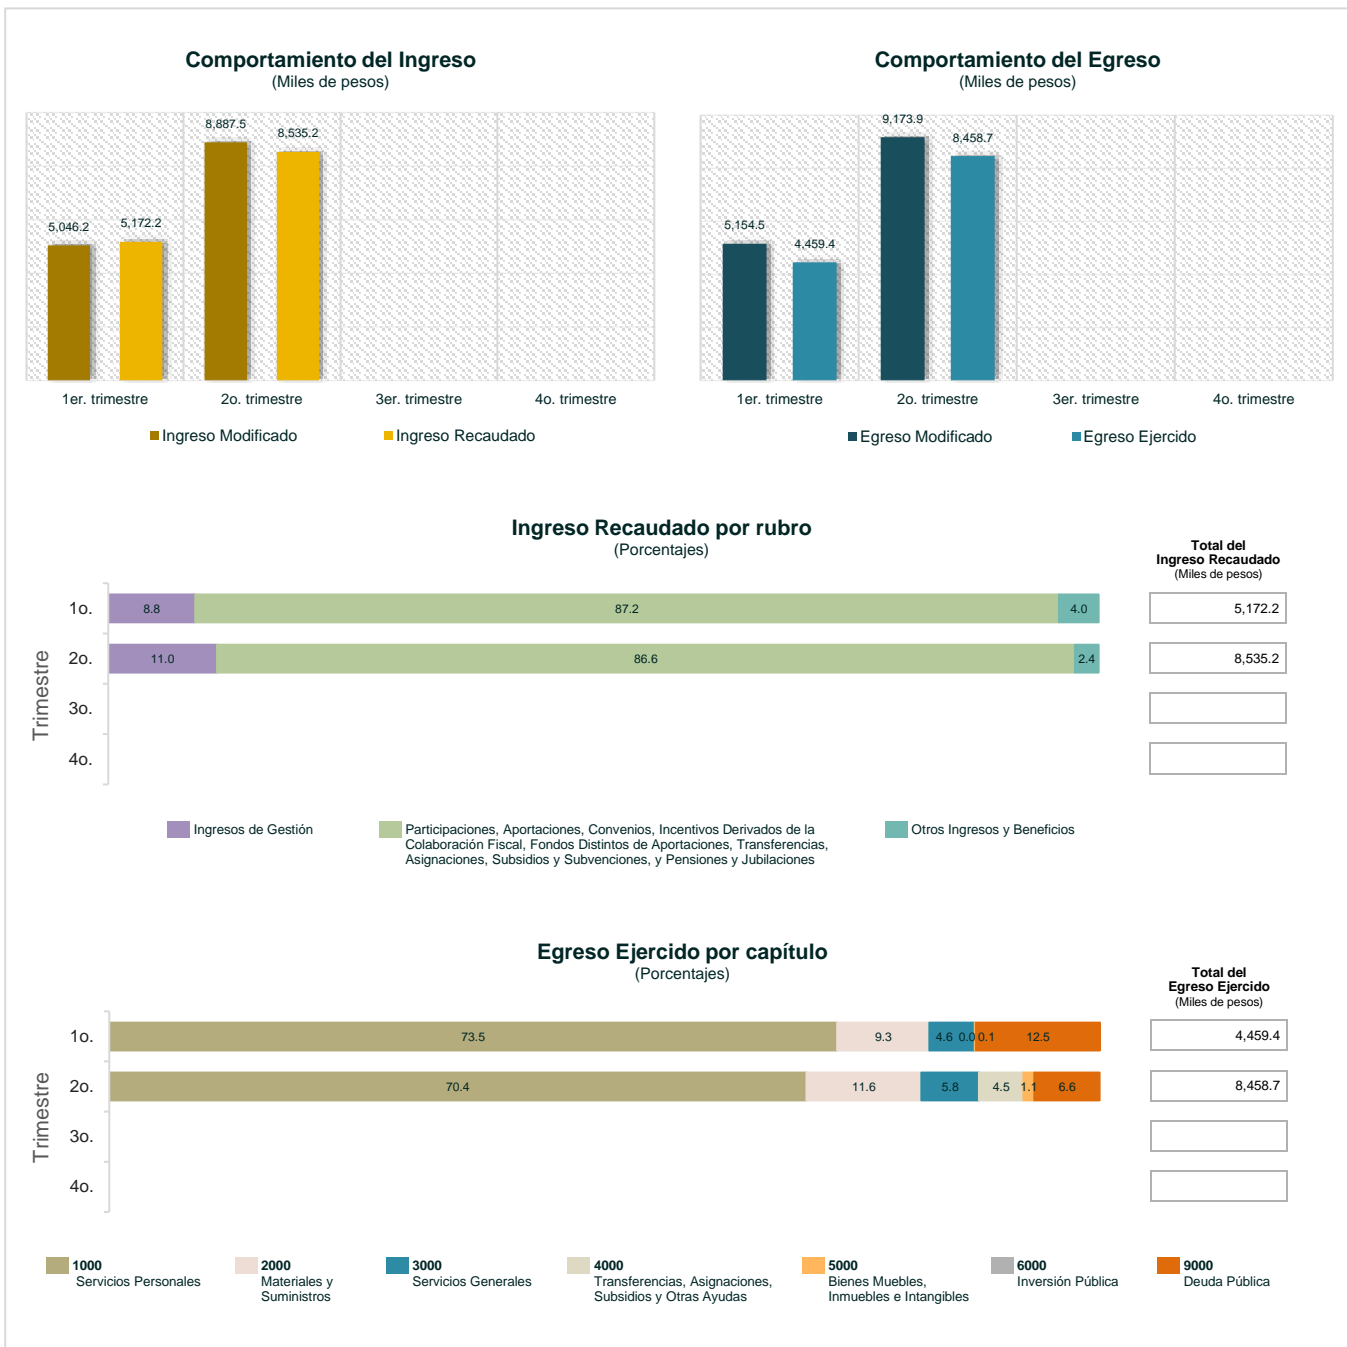 Comportamiento del Ingreso
(Miles de pesos)
8,887.5
8,535.2
5,046.2
5,172.2
1er. trimestre
2o. trimestre
3er. trimestre
4o. trimestre
Ingreso Modificado
Ingreso Recaudado
Comportamiento del Egreso
(Miles de pesos)
9,173.9
8,458.7
5,154.5
4,459.4
1er. trimestre
2o. trimestre
3er. trimestre
4o. trimestre
Egreso Modificado
Egreso Ejercido
Ingreso Recaudado por rubro
(Porcentajes)
Total del
Ingreso Recaudado
(Miles de pesos)
Trimestre
1o.
8.8
87.2
4.0
5,172.2
2o.
11.0
86.6
2.4
8,535.2
3o.
4o.
Ingresos de Gestión
Participaciones, Aportaciones, Convenios, Incentivos Derivados de la
Colaboración Fiscal, Fondos Distintos de Aportaciones, Transferencias,
Asignaciones, Subsidios y Subvenciones, y Pensiones y Jubilaciones
Otros Ingresos y Beneficios
Egreso Ejercido por capítulo
(Porcentajes)
Total del
Egreso Ejercido
(Miles de pesos)
Trimestre
1o.
73.5
9.3
4.6
0.0
0.1
12.5
4,459.4
2o.
70.4
11.6
5.8
4.5
1.1
6.6
8,458.7
3o.
4o.
1000
Servicios Personales
2000
Materiales y
Suministros
3000
Servicios Generales
4000
Transferencias, Asignaciones,
Subsidios y Otras Ayudas
5000
Bienes Muebles,
Inmuebles e Intangibles
6000
Inversión Pública
9000
Deuda Pública